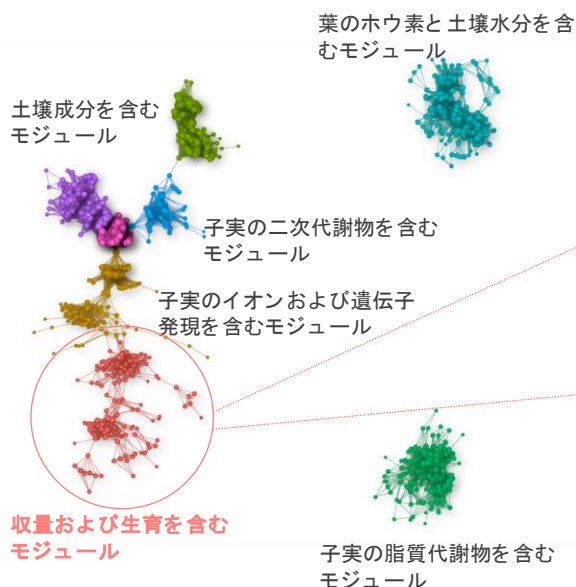 葉のホウ素と土壌水分を含
むモジュール
土壌成分を含む
モジュール
子実の二次代謝物を含む
モジュール
子実のイオンおよび遺伝子
発現を含むモジュール
収量および生育を含む
モジュール
子実の脂質代謝物を含む
モジュール